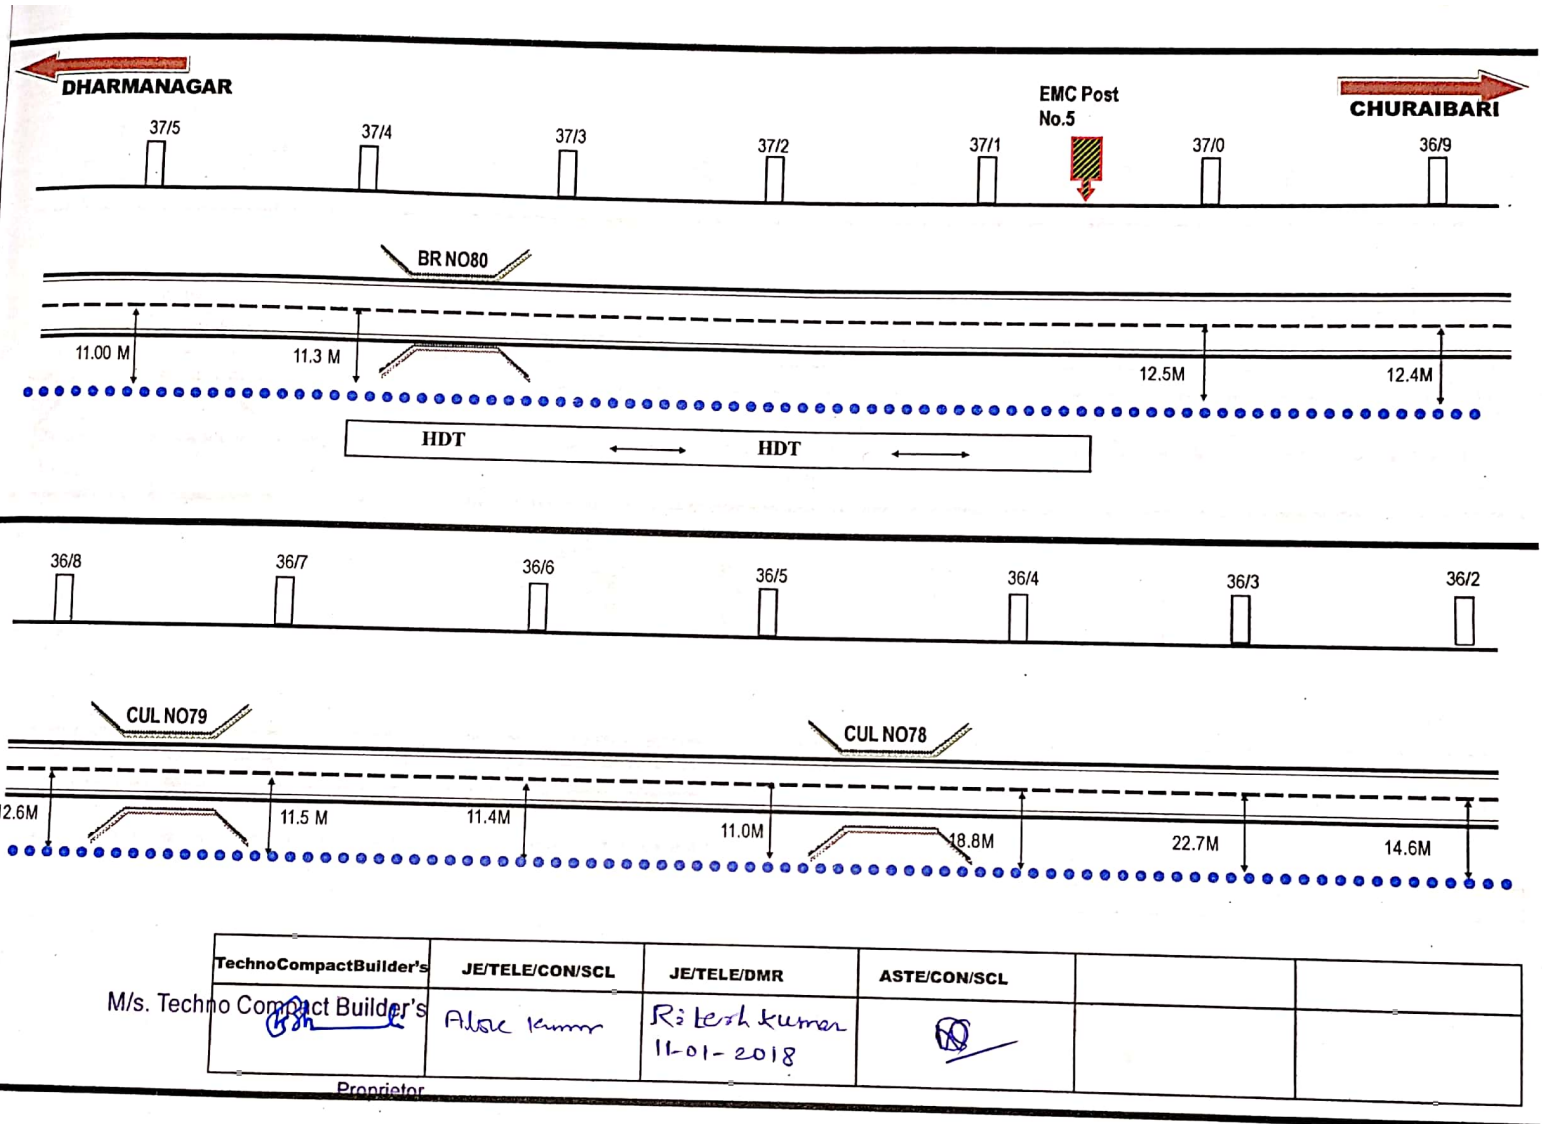 DHARMANAGAR
CHURAIBARI
EMC Post
No.5
37/5
37/4
37/3
37/2
37/1
37/0
36/9
BR NO80
11.00 M
11.3 M
12.5M
12.4M
HDT
HDT
36/8
36/7
36/6
36/5
36/4
36/3
36/2
CUL NO79
CUL NO78
2.6M
11.5 M
11.4M
11.0M
18.8M
22.7M
14.6M
TechnoCompactBuilder's
JE/TELE/CON/SCL
JE/TELE/DMR
ASTE/CON/SCL
M/s. Techno Compact Builder's
Alok Kumar
Ritesh Kumar
11-01-2018
Proprietor